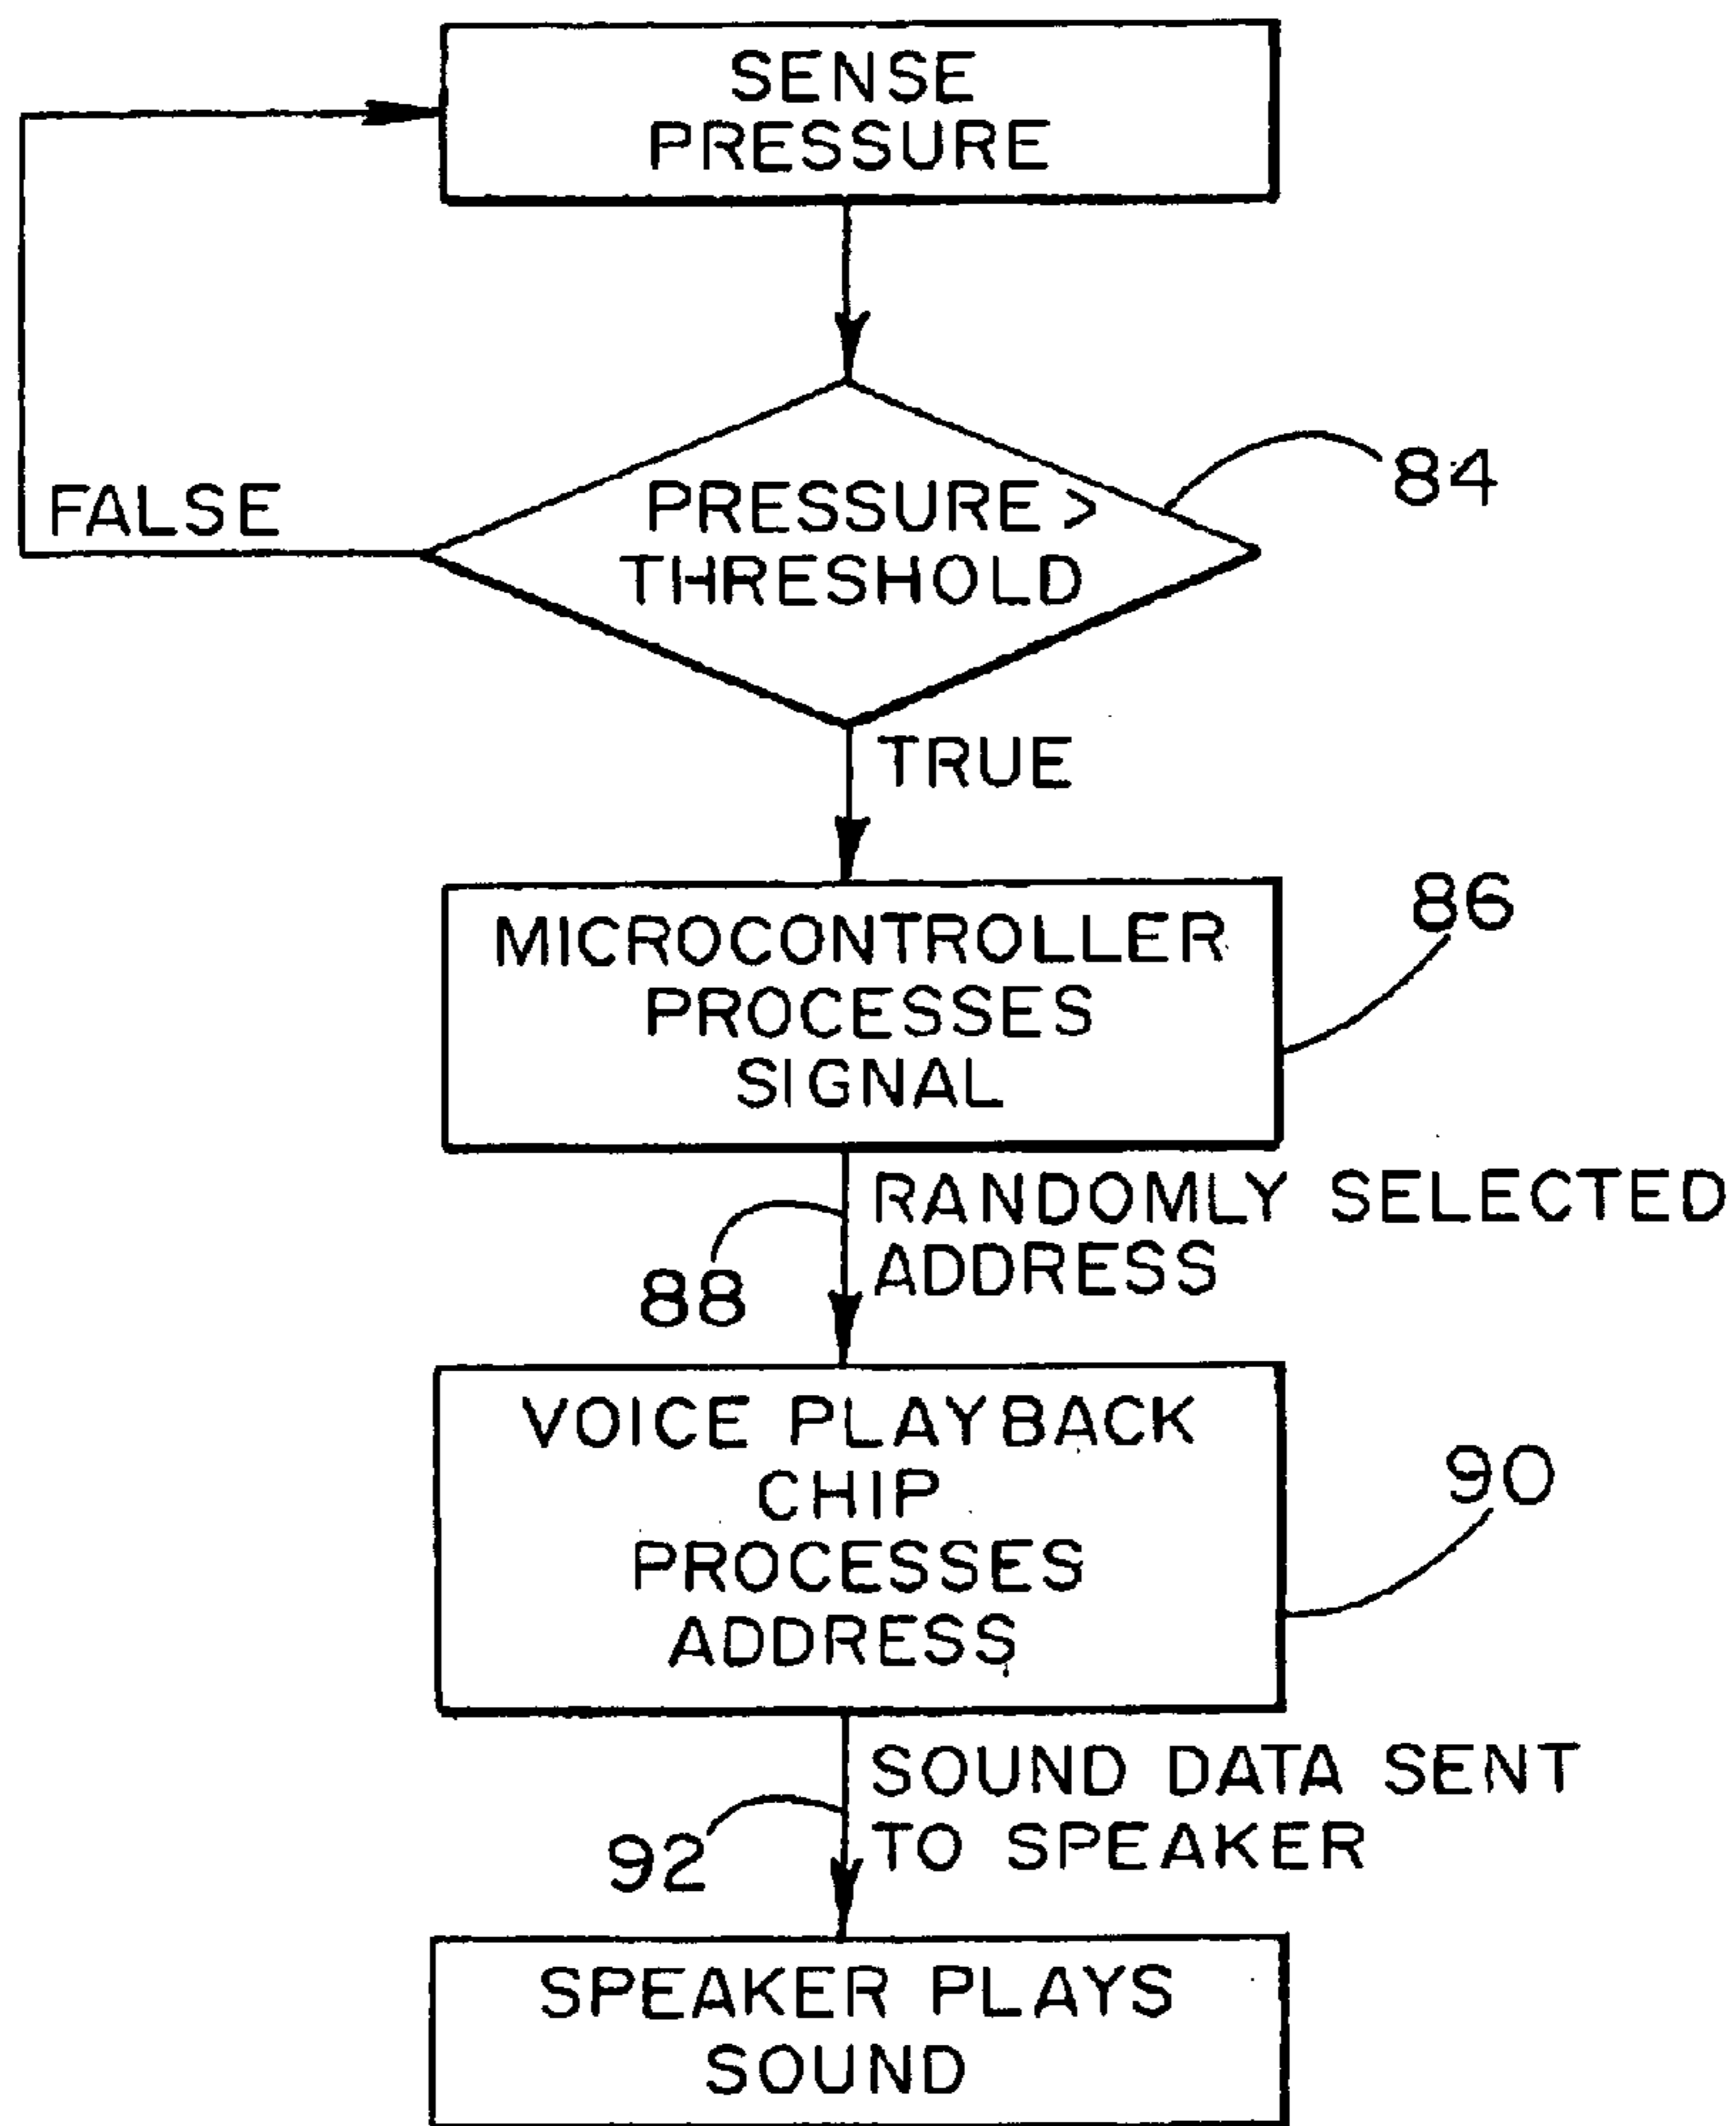 SENSE
PRESSURE
FALSE
PRESSURE >
THRESHOLD
84
TRUE
MICROCONTROLLER
PROCESSES
SIGNAL
86
RANDOMLY SELECTED
ADDRESS
88
VOICE PLAYBACK
CHIP
PROCESSES
ADDRESS
90
SOUND DATA SENT
TO SPEAKER
92
SPEAKER PLAYS
SOUND